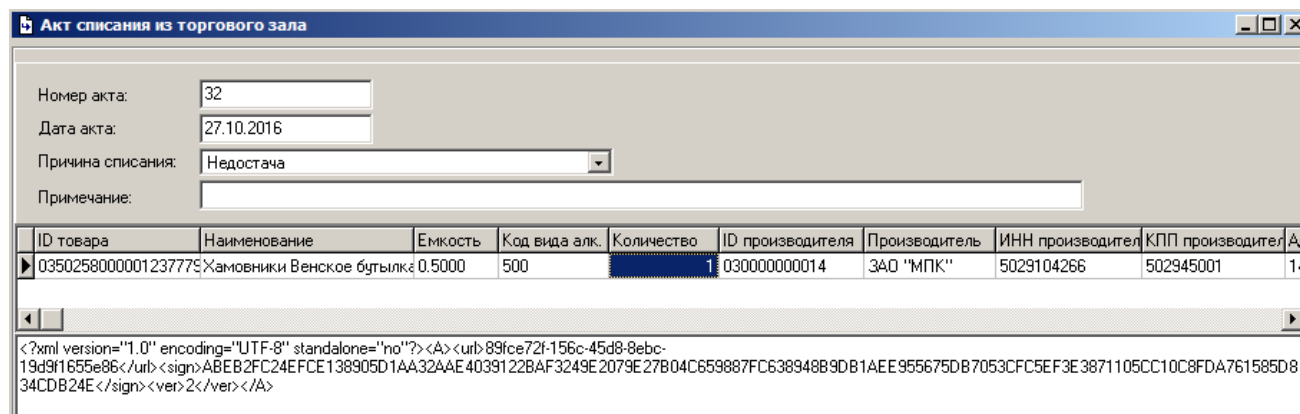 Акт списания из торгового зала
Номер акта: 32
Дата акта: 27.10.2016
Причина списания: Недостача
Примечание:
ID товара Наименование Емкость Код вида алк. Количество ID производителя Производитель ИНН производител КПП производител А
0350258000001237779 Хамовники Венское бутылка 0.5000 500 1 030000000014 ЗАО "МПК" 5029104266 502945001 14
<?xml version="1.0" encoding="UTF-8" standalone="no"?><A><url>89fce72f-156c-45d8-8ebc-
19d9f1655e86</url><sign>ABEB2FC24EFCE138905D1AA32AAE4039122BAF3249E2079E27B04C659887FC638948B9DB1AEE955675DB7053CFC5EF3E3871105CC10C8FDA761585D8
34CDB24E</sign><ver>2</ver></A>